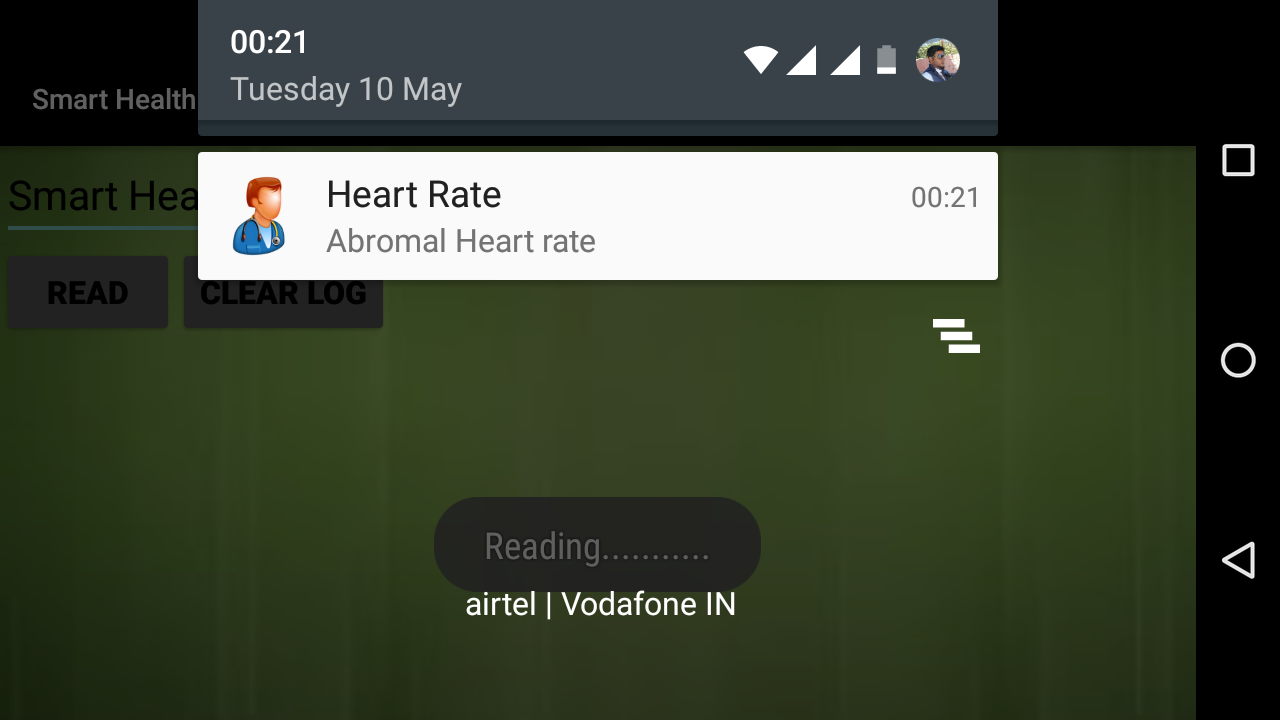 00:21
Tuesday 10 May
Smart Health
Heart Rate
00:21
Abromal Heart rate
Smart Hea
READ
CLEAR LOG
Reading...........
airtel | Vodafone IN